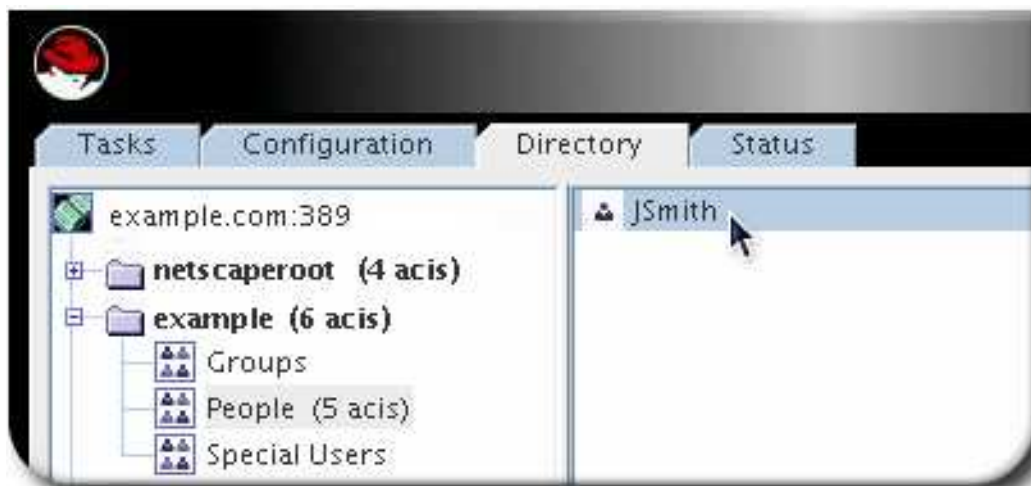 Tasks Configuration Directory Status
example.com:389
netscaperoot (4 acis)
example (6 acis)
Groups
People (5 acis)
Special Users
JSmith